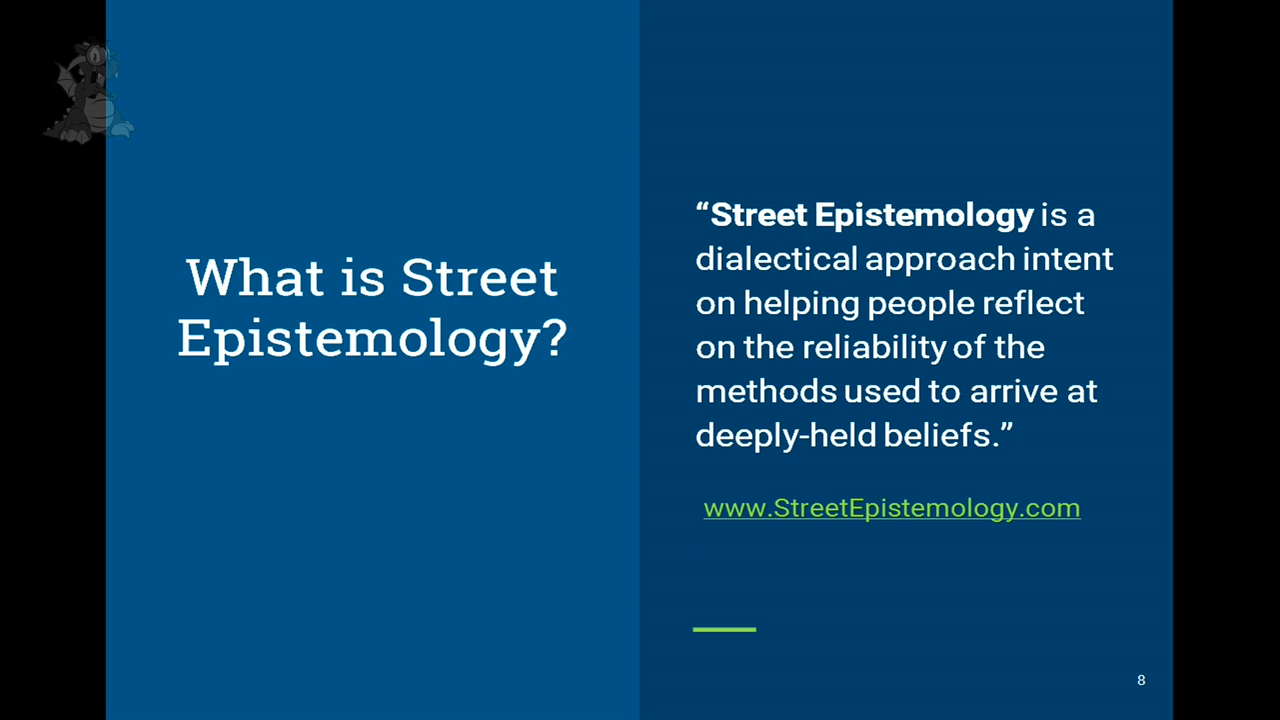 What is Street
Epistemology?
“Street Epistemology is a
dialectical approach intent
on helping people reflect
on the reliability of the
methods used to arrive at
deeply-held beliefs.”
www.StreetEpistemology.com
8